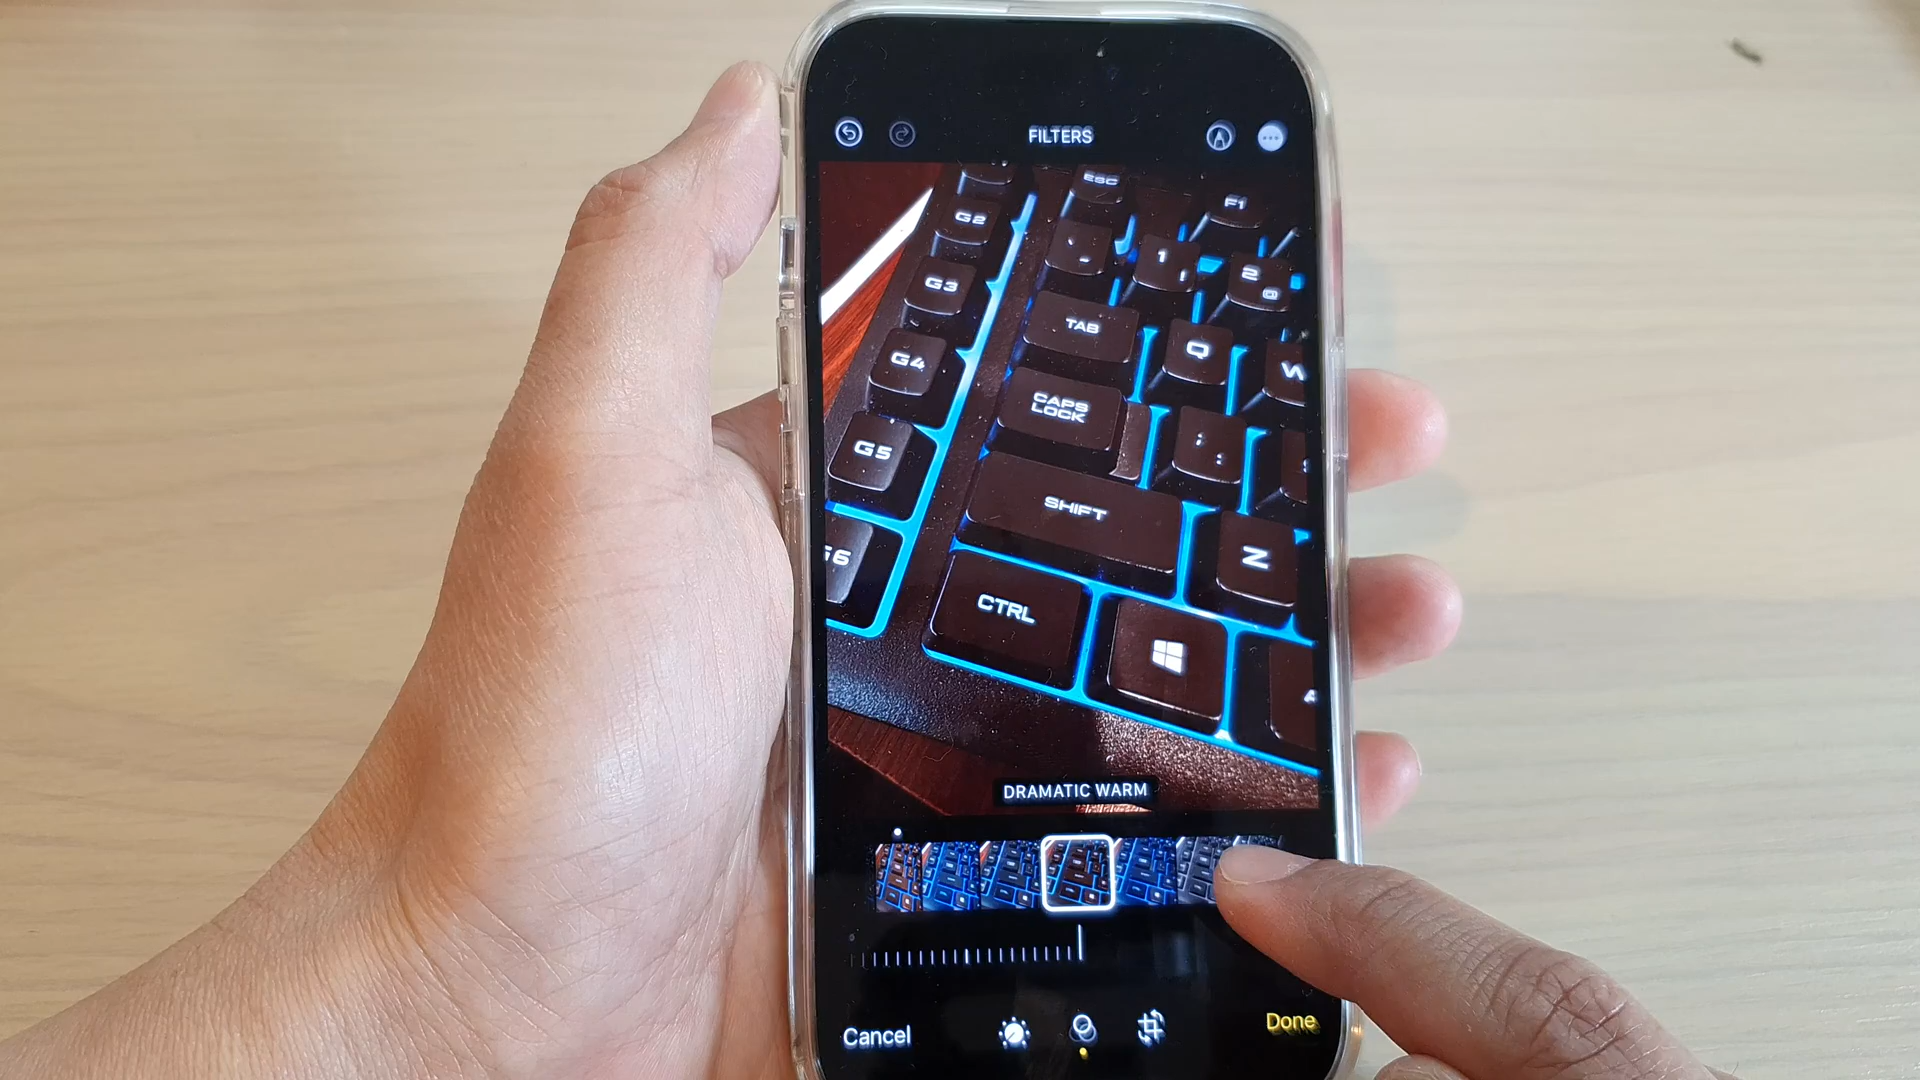 FILTERS
ESC
F1
G2
1
!
2
@
G3
TAB
Q
W
G4
CAPS
LOCK
G5
SHIFT
Z
CTRL
DRAMATIC WARM
Cancel
Done